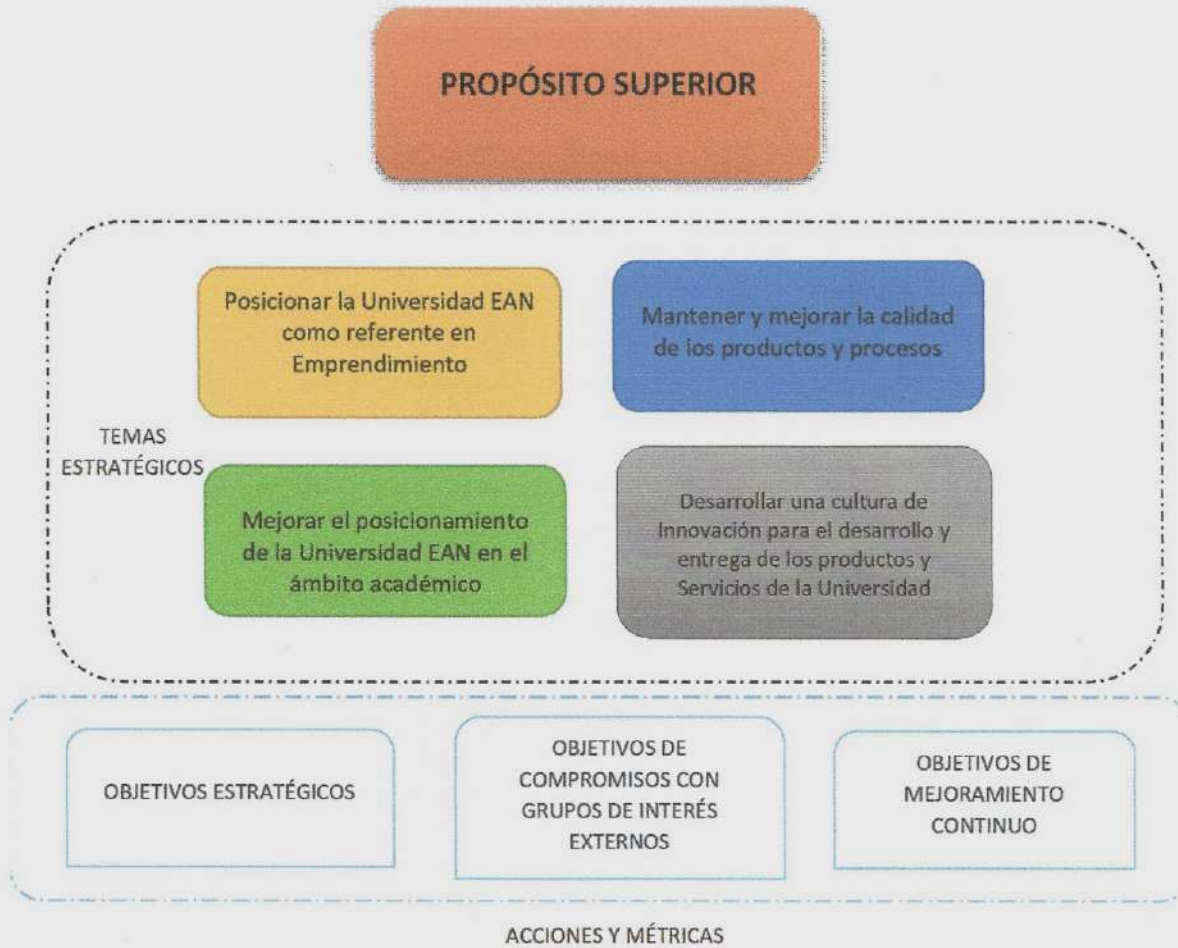 PROPÓSITO SUPERIOR
Posicionar la Universidad EAN
como referente en
Emprendimiento
Mantener y mejorar la calidad
de los productos y procesos
TEMAS
ESTRATÉGICOS
Mejorar el posicionamiento
de la Universidad EAN en el
ámbito académico
Desarrollar una cultura de
Innovación para el desarrollo y
entrega de los productos y
Servicios de la Universidad
OBJETIVOS ESTRATÉGICOS
OBJETIVOS DE
COMPROMISOS CON
GRUPOS DE INTERÉS
EXTERNOS
OBJETIVOS DE
MEJORAMIENTO
CONTINUO
ACCIONES Y MÉTRICAS